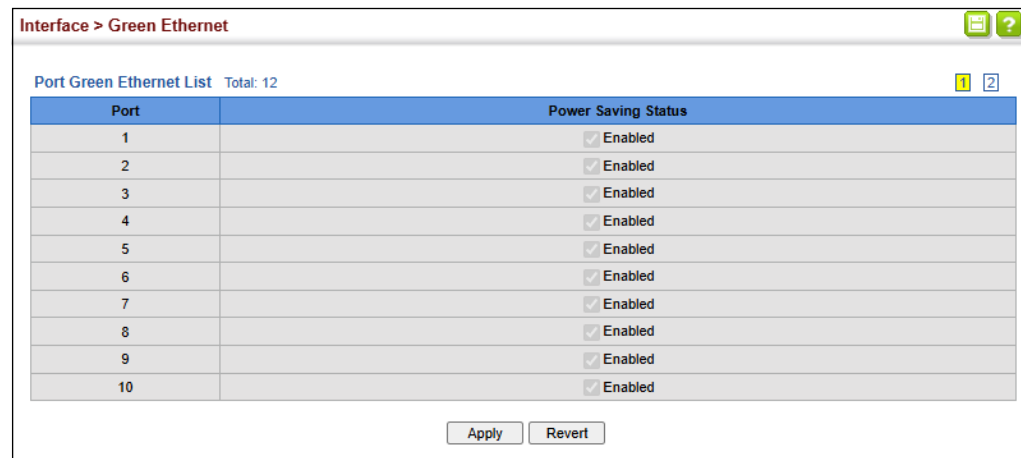 Interface > Green Ethernet
?
Port Green Ethernet List Total: 12 1 2
Port Power Saving Status
1 Enabled
2 Enabled
3 Enabled
4 Enabled
5 Enabled
6 Enabled
7 Enabled
8 Enabled
9 Enabled
10 Enabled
Apply Revert